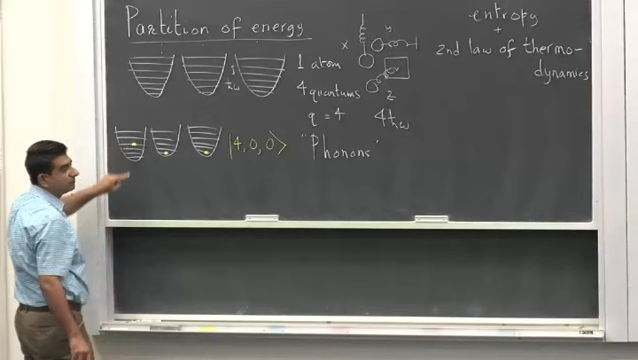 Partition of energy
entropy
+
2nd law of thermo-
dynamics
x
y
z
ħω
1 atom
4 quantums
q = 4
4ħω
|4, 0, 0>
"Phonons"